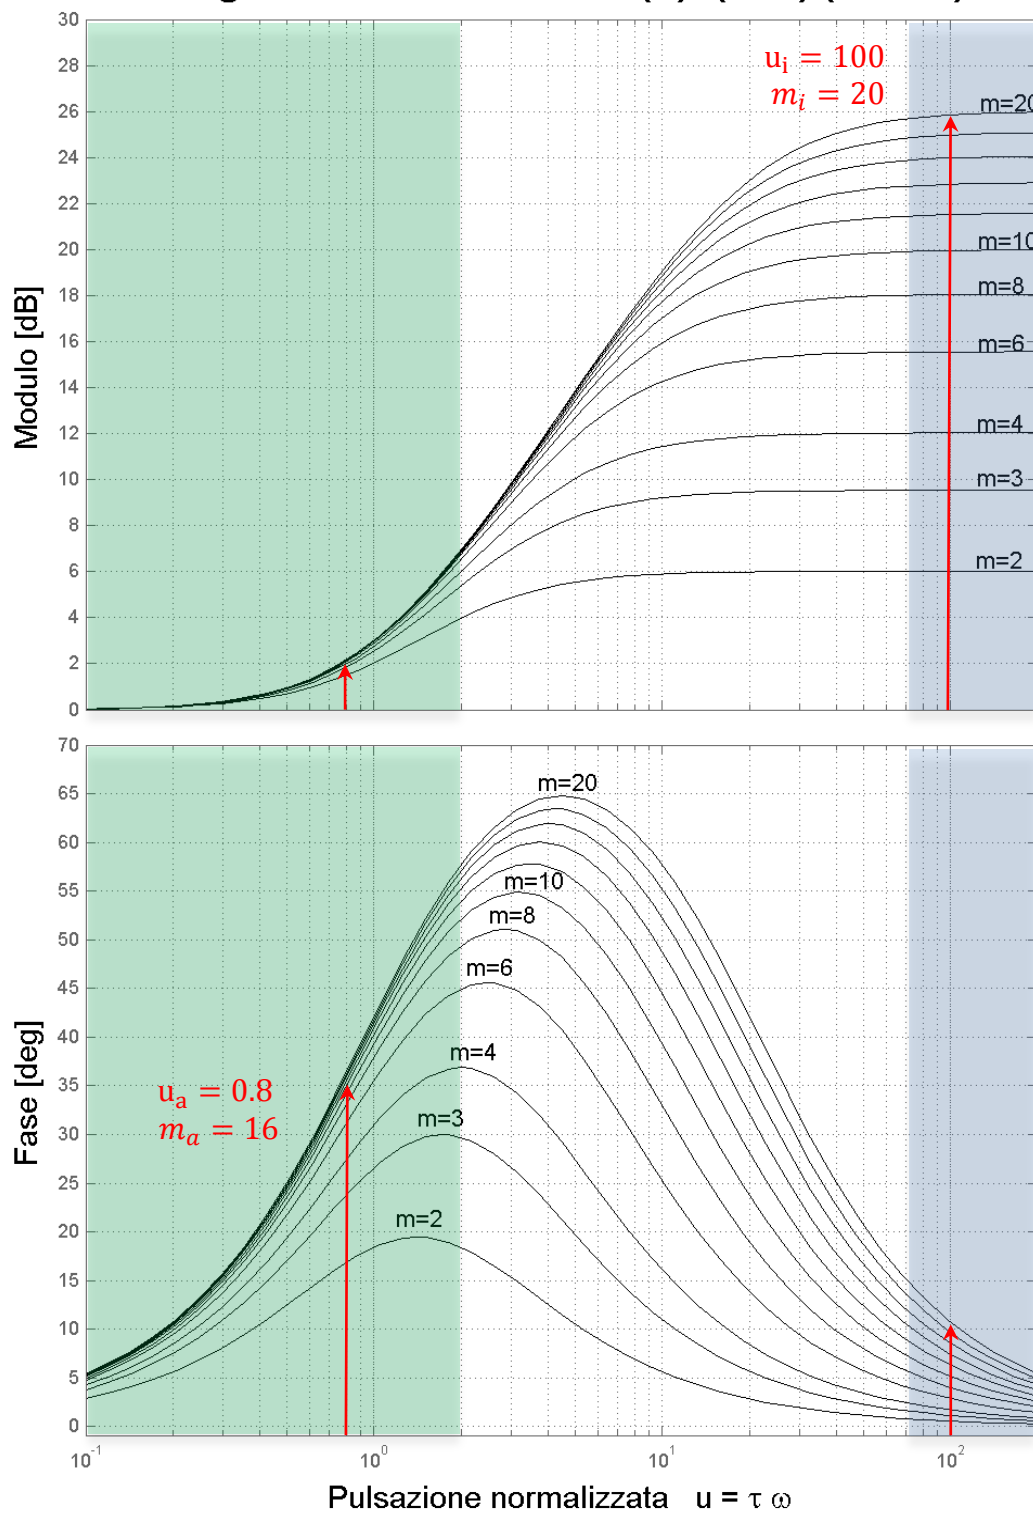 30
28
26
24
22
20
18
16
14
12
10
8
6
4
2
0
Modulo [dB]
uᵢ = 100
mᵢ = 20
m=20
m=10
m=8
m=6
m=4
m=3
m=2
70
65
60
55
50
45
40
35
30
25
20
15
10
5
0
Fase [deg]
m=20
m=10
m=8
m=6
m=4
m=3
m=2
uₐ = 0.8
mₐ = 16
10⁻¹ 10⁰ 10¹ 10²
Pulsazione normalizzata u = τ ω